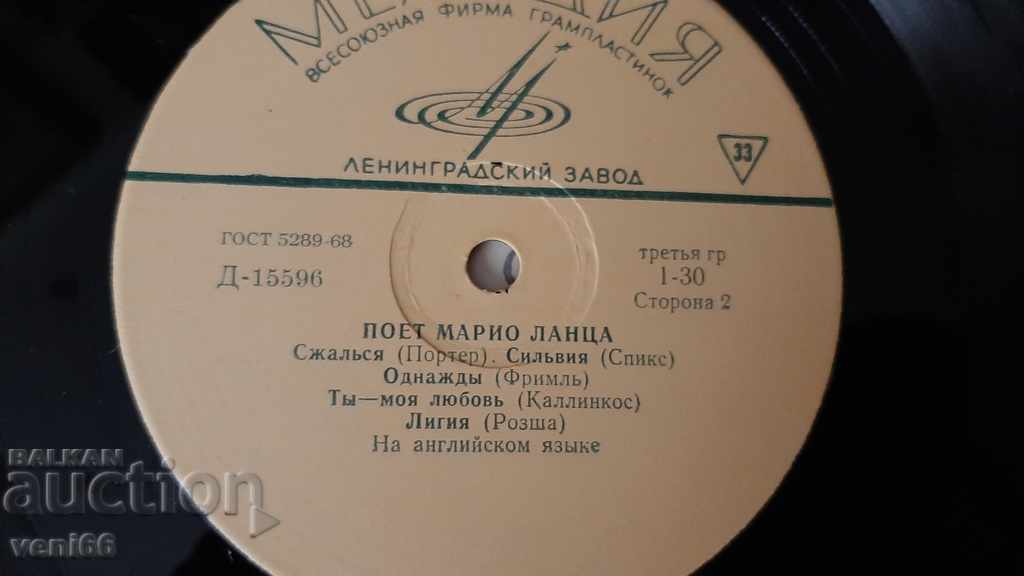 МЕЛОДИЯ
ВСЕСОЮЗНАЯ ФИРМА ГРАМПЛАСТИНОК
ЛЕНИНГРАДСКИЙ ЗАВОД
33
ГОСТ 5289-68
Д-15596
третья гр
1-30
Сторона 2
ПОЕТ МАРИО ЛАНЦА
Сжалься (Портер). Сильвия (Спикс)
Однажды (Фримль)
Ты—моя любовь (Каллинкос)
Лигия (Розша)
На английском языке
BALKAN
auction
veni66